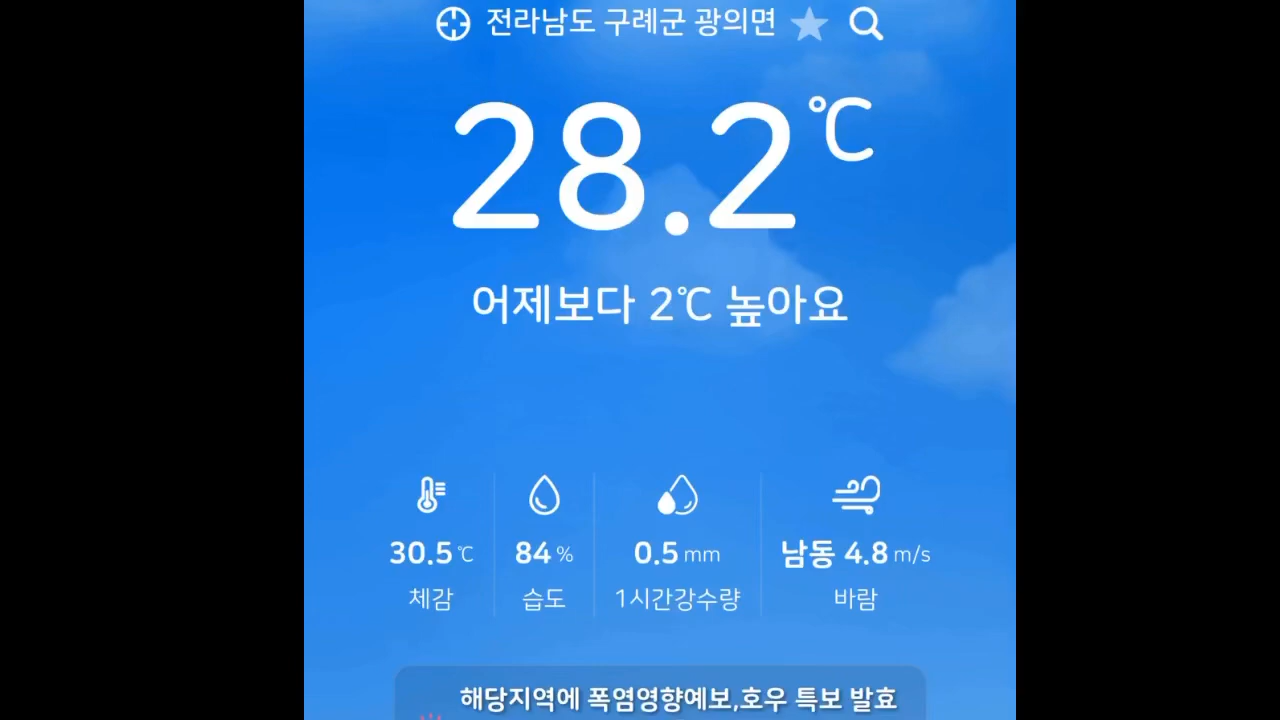 전라남도 구례군 광의면
28.2℃
어제보다 2℃ 높아요
30.5℃ 84% 0.5mm 남동 4.8m/s
체감 습도 1시간강수량 바람
해당지역에 폭염영향예보,호우 특보 발효